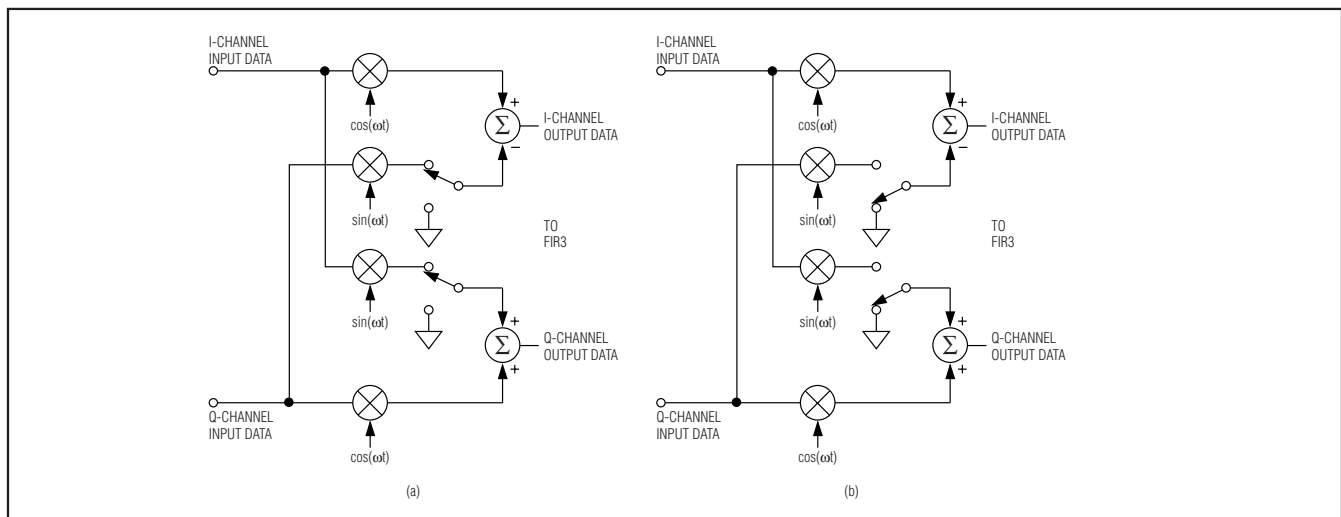 I-CHANNEL
INPUT DATA
cos(ωt)
+
Σ
−
I-CHANNEL
OUTPUT DATA
sin(ωt)
TO
FIR3
sin(ωt)
+
Σ
+
Q-CHANNEL
OUTPUT DATA
Q-CHANNEL
INPUT DATA
cos(ωt)
(a)
I-CHANNEL
INPUT DATA
cos(ωt)
+
Σ
−
I-CHANNEL
OUTPUT DATA
sin(ωt)
TO
FIR3
sin(ωt)
+
Σ
+
Q-CHANNEL
OUTPUT DATA
Q-CHANNEL
INPUT DATA
cos(ωt)
(b)